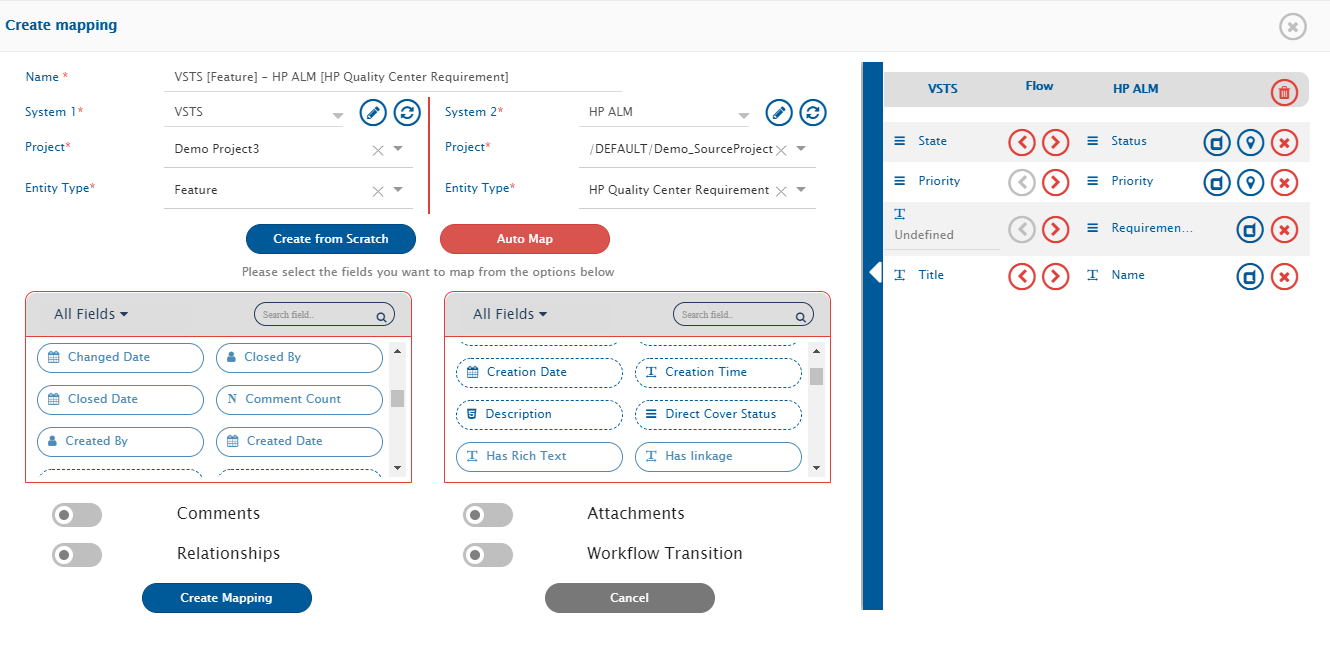 Create mapping
Name *
VSTS [Feature] – HP ALM [HP Quality Center Requirement]
System 1*
VSTS
System 2*
HP ALM
Project*
Demo Project3
Project*
/DEFAULT/Demo_SourceProject
Entity Type*
Feature
Entity Type*
HP Quality Center Requirement
Create from Scratch
Auto Map
Please select the fields you want to map from the options below
All Fields
Search field..
Changed Date
Closed By
Closed Date
N Comment Count
Created By
Created Date
All Fields
Search field..
Creation Date
Creation Time
Description
Direct Cover Status
Has Rich Text
Has linkage
Comments
Attachments
Relationships
Workflow Transition
Create Mapping
Cancel
VSTS
Flow
HP ALM
State
Status
Priority
Priority
Undefined
Requiremen...
Title
Name